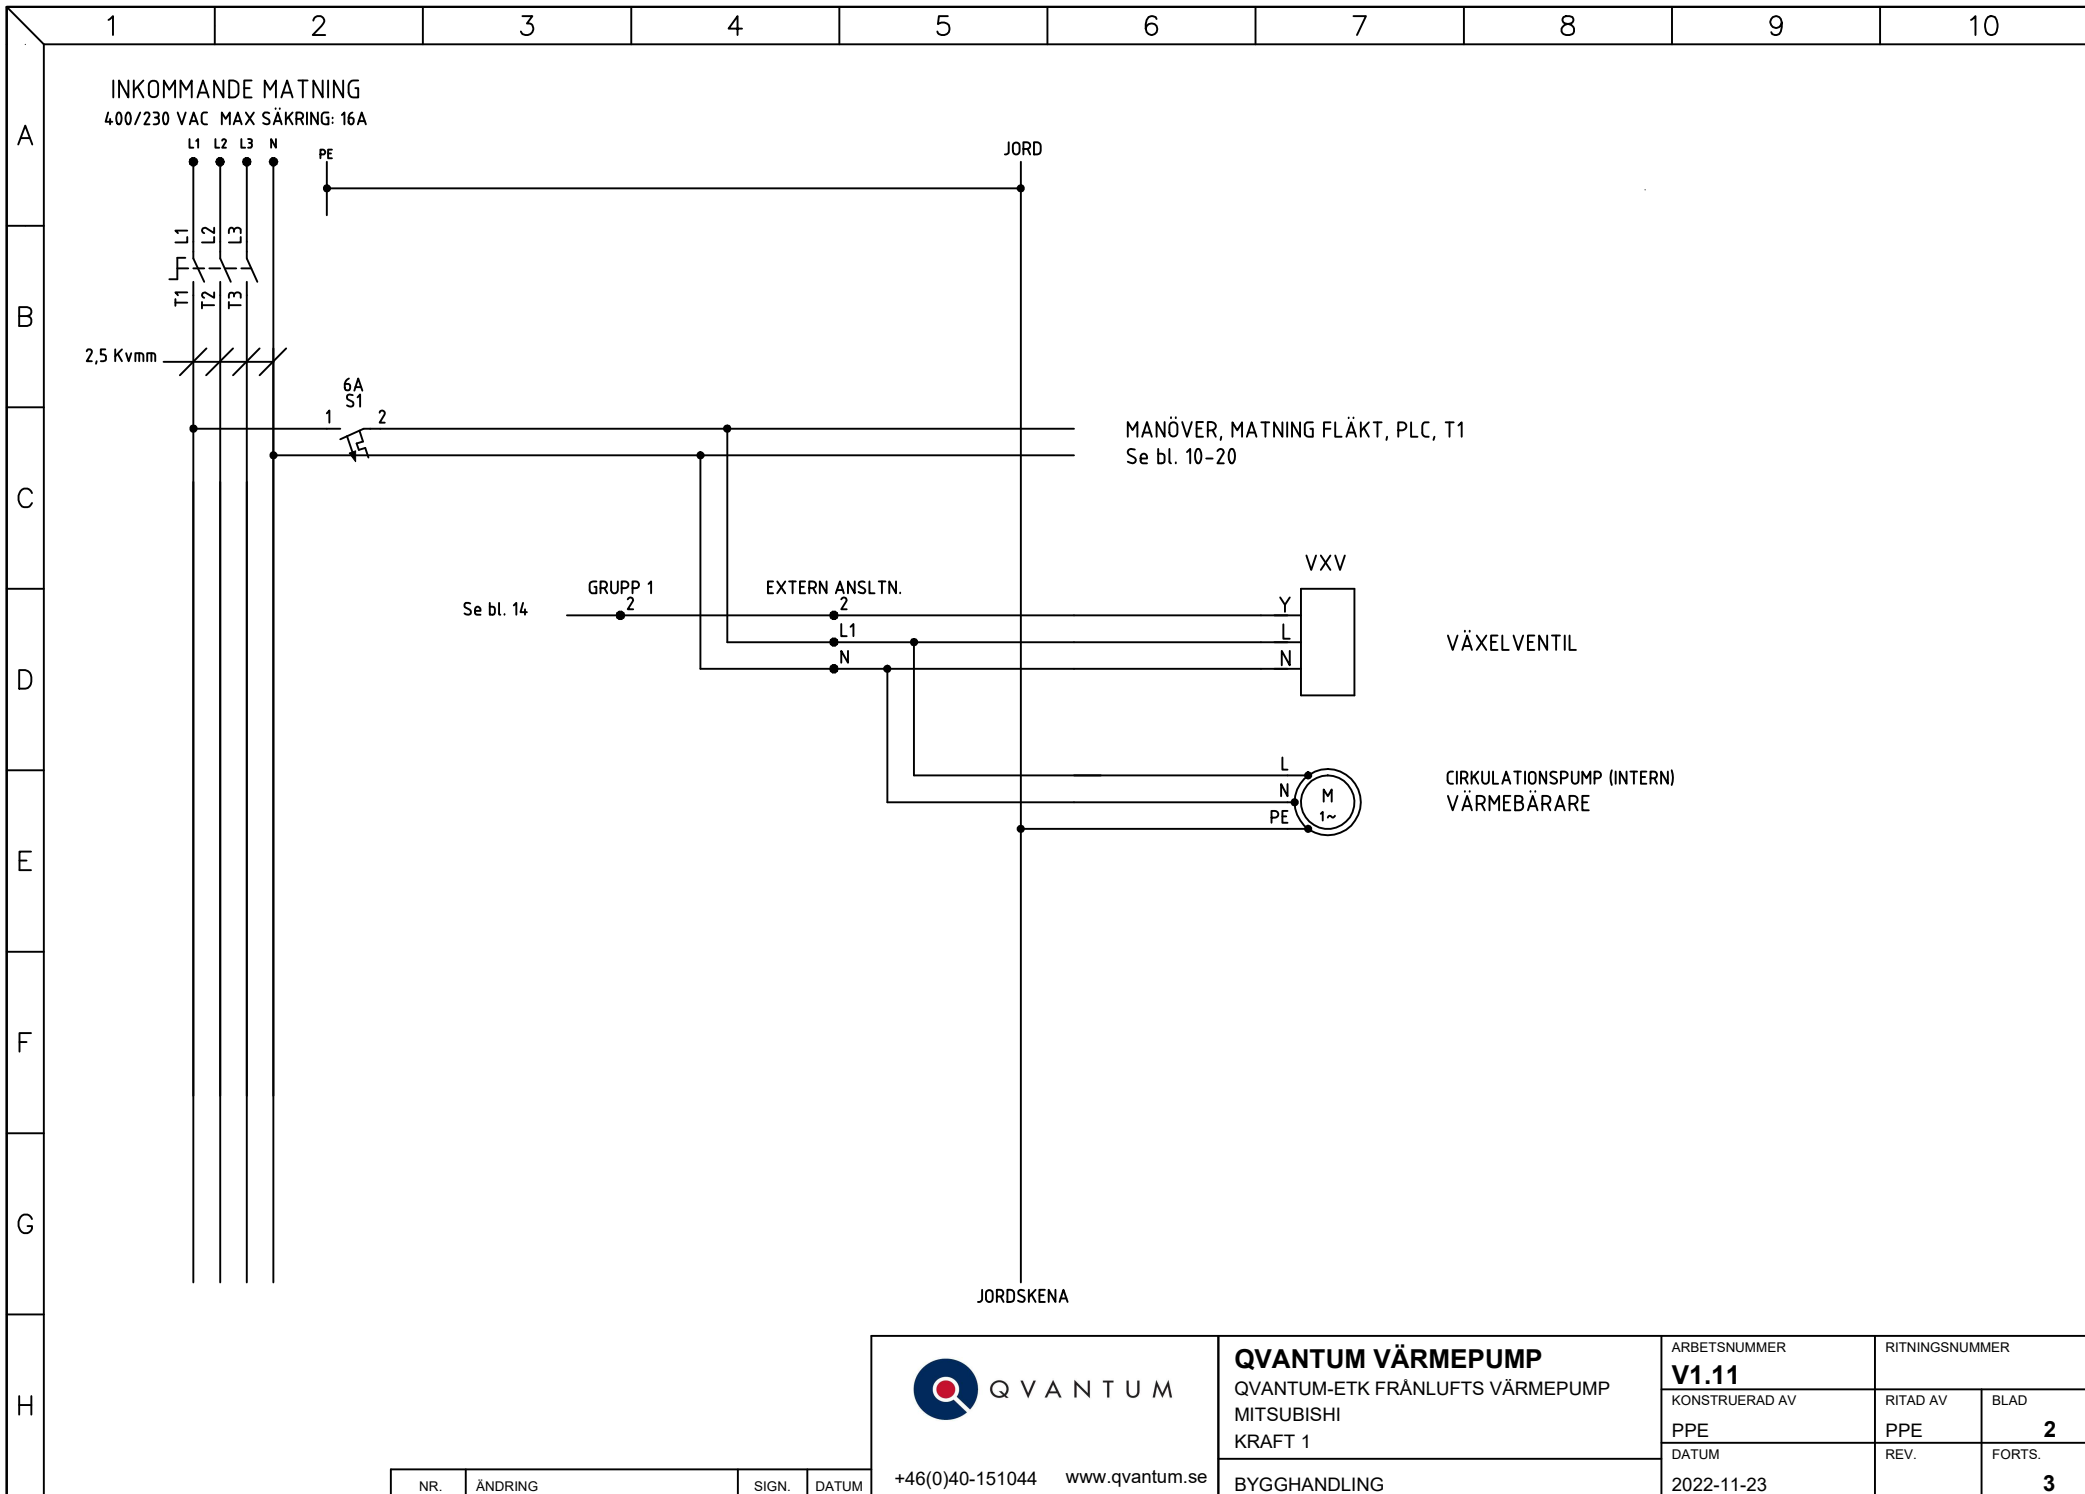 1 2 3 4 5 6 7 8 9 10
INKOMMANDE MATNING
400/230 VAC MAX SÄKRING: 16A
A
L1 L2 L3 N PE
JORD
L1 L2 L3
T1 T2 T3
B
2,5 Kvmm
6A
S1
1 2
MANÖVER, MATNING FLÄKT, PLC, T1
Se bl. 10-20
C
VXV
GRUPP 1 EXTERN ANSLTN.
Se bl. 14 2 2 Y
L1 L
VÄXELVENTIL
N N
D
L
CIRKULATIONSPUMP (INTERN)
N M
VÄRMEBÄRARE
PE 1~
E
F
G
JORDSKENA
H
QVANTUM
+46(0)40-151044 www.qvantum.se
QVANTUM VÄRMEPUMP
QVANTUM-ETK FRÅNLUFTS VÄRMEPUMP
MITSUBISHI
KRAFT 1
BYGGHANDLING
ARBETSNUMMER
V1.11
RITNINGSNUMMER
KONSTRUERAD AV
PPE
RITAD AV
PPE
BLAD
2
DATUM
2022-11-23
REV.
FORTS.
3
NR. ÄNDRING SIGN. DATUM